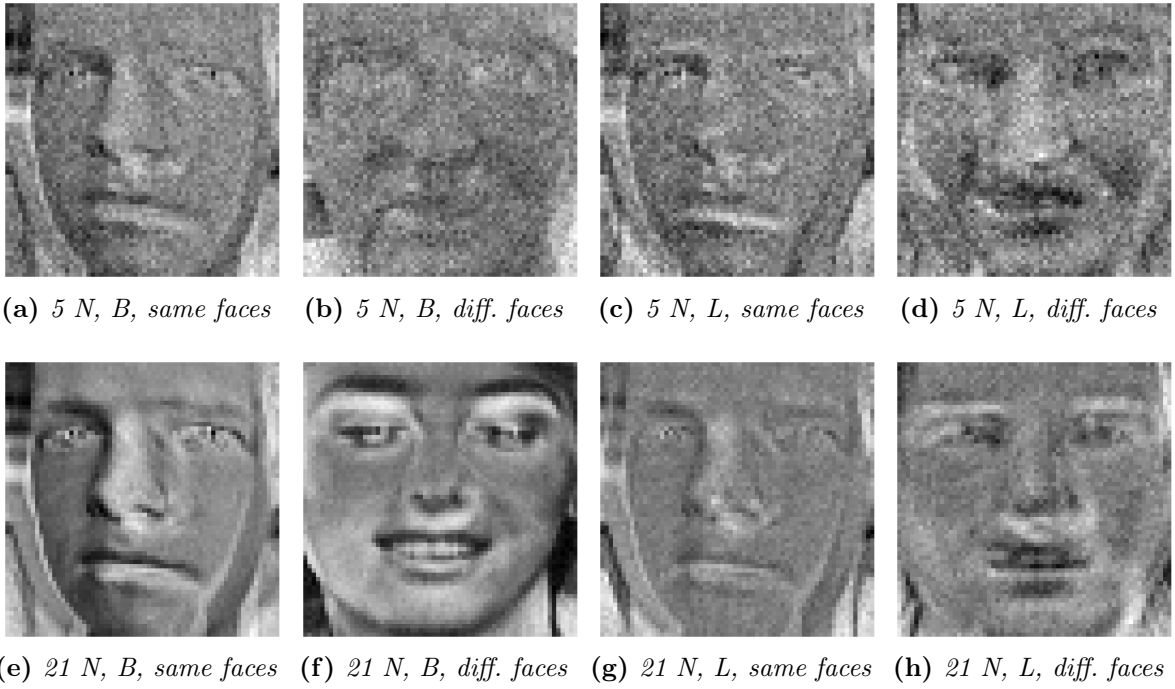 (a) 5 N, B, same faces (b) 5 N, B, diff. faces (c) 5 N, L, same faces (d) 5 N, L, diff. faces
(e) 21 N, B, same faces (f) 21 N, B, diff. faces (g) 21 N, L, same faces (h) 21 N, L, diff. faces